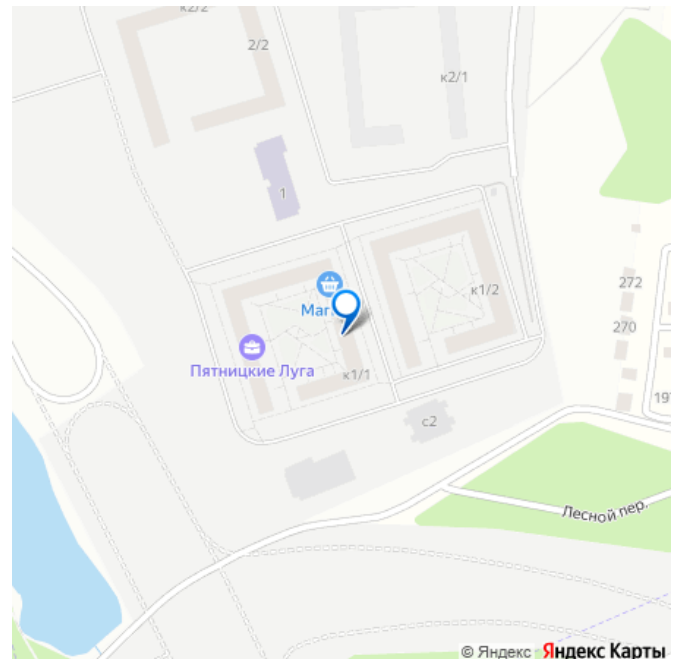 к2/2
2/2
к2/1
1
272
к1/2
270
Маг
Пятницкие Луга
к1/1
197
с2
Лесной пер.
© Яндекс Яндекс Карты